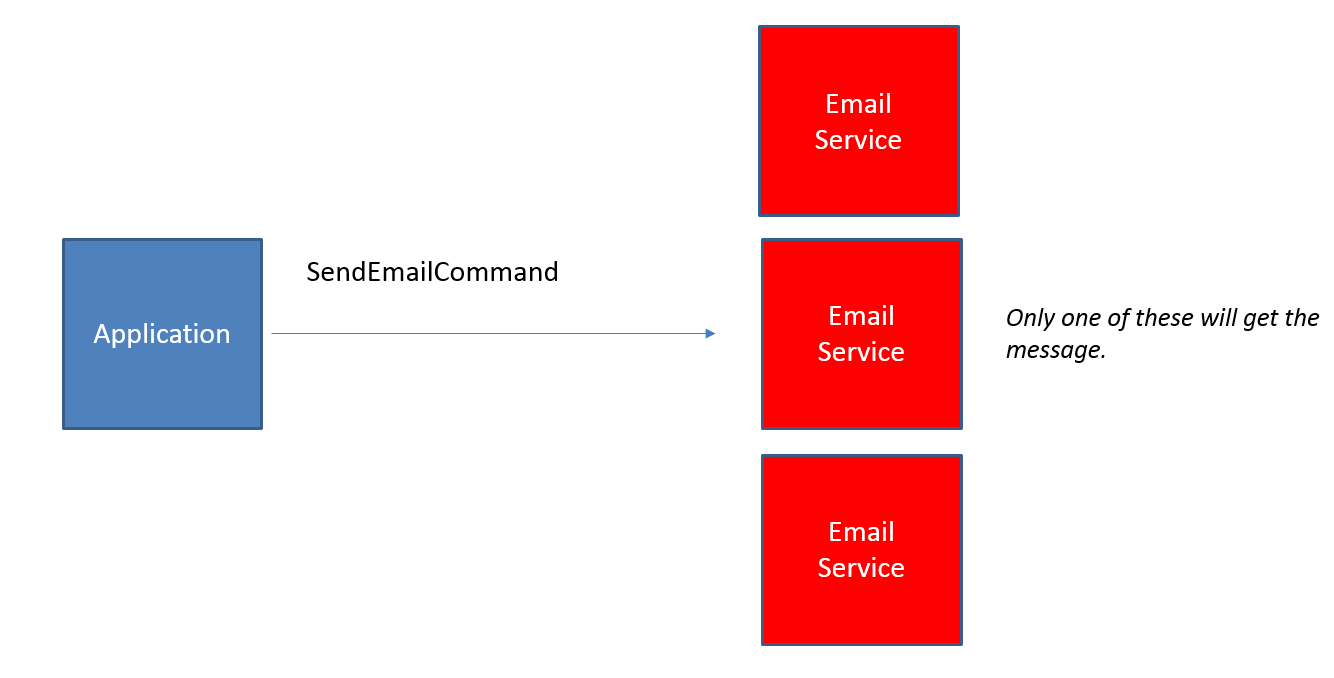 Email
Service
SendEmailCommand
Application
Email
Service
Only one of these will get the
message.
Email
Service